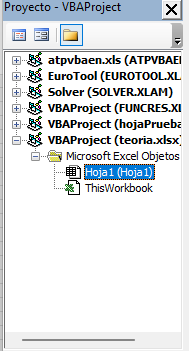 Proyecto - VBAProject
atpvbaen.xls (ATPVBAEN
EuroTool (EUROTOOL.XLA
Solver (SOLVER.XLAM)
VBAProject (FUNCRES.XL
VBAProject (hojaPrueba
VBAProject (teoria.xlsx)
Microsoft Excel Objetos
Hoja1 (Hoja1)
ThisWorkbook